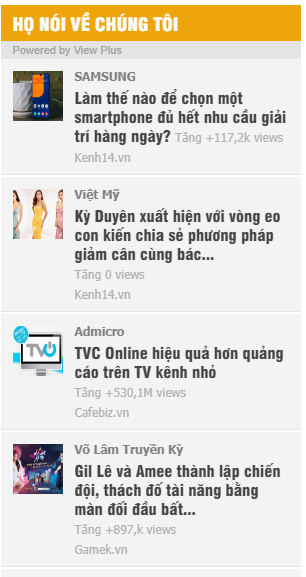 HỌ NÓI VỀ CHÚNG TÔI
Powered by View Plus
SAMSUNG
Làm thế nào để chọn một
smartphone đủ hết nhu cầu giải
trí hàng ngày? Tăng +117,2k views
Kenh14.vn
Việt Mỹ
Kỳ Duyên xuất hiện với vòng eo
con kiến chia sẻ phương pháp
giảm cân cùng bác...
Tăng 0 views
Kenh14.vn
Admicro
TVC
TVC Online hiệu quả hơn quảng
cáo trên TV kênh nhỏ
Tăng +530,1M views
Cafebiz.vn
Võ Lâm Truyền Kỳ
Gil Lê và Amee thành lập chiến
đội, thách đố tài năng bằng
màn đối đầu bất...
Tăng +897,k views
Gamek.vn